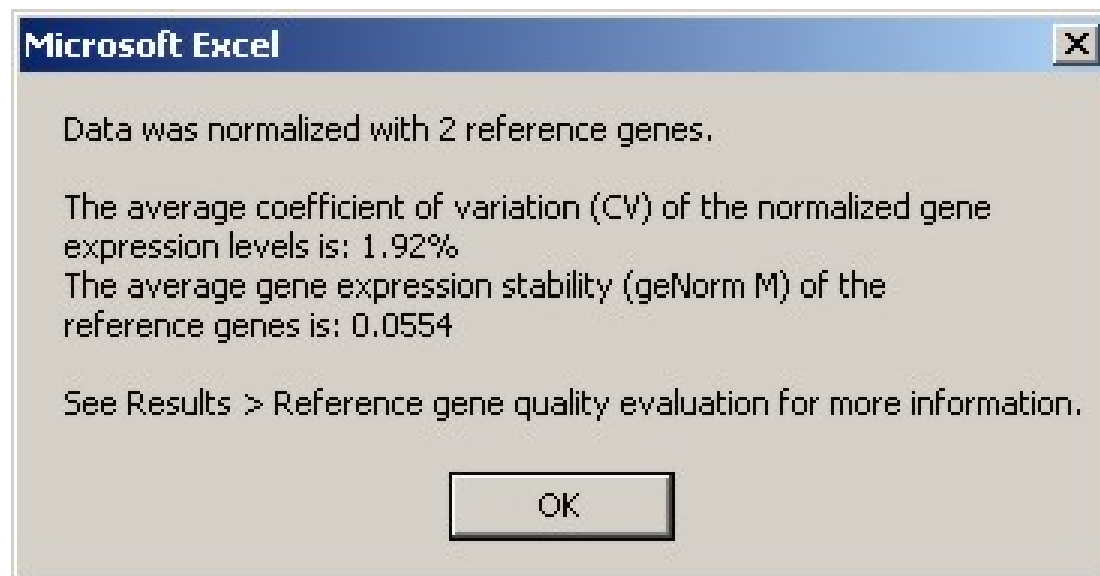 Microsoft Excel
Data was normalized with 2 reference genes.
The average coefficient of variation (CV) of the normalized gene
expression levels is: 1.92%
The average gene expression stability (geNorm M) of the
reference genes is: 0.0554
See Results > Reference gene quality evaluation for more information.
OK